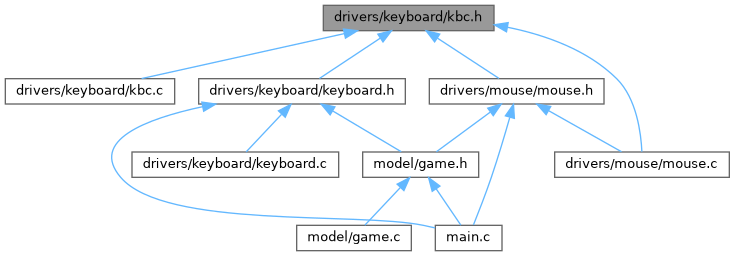 drivers/keyboard/kbc.h
drivers/keyboard/kbc.c
drivers/keyboard/keyboard.h
drivers/mouse/mouse.h
drivers/keyboard/keyboard.c
model/game.h
drivers/mouse/mouse.c
model/game.c
main.c